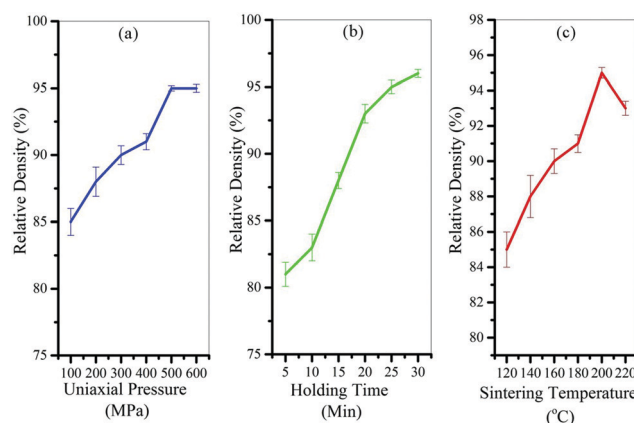 (a)
100
95
90
85
80
75
Relative Density (%)
100 200 300 400 500 600
Uniaxial Pressure
(MPa)
(b)
100
95
90
85
80
75
Relative Density (%)
5 10 15 20 25 30
Holding Time
(Min)
(c)
98
96
94
92
90
88
86
84
82
80
Relative Density (%)
120 140 160 180 200 220
Sintering Temperature
(°C)